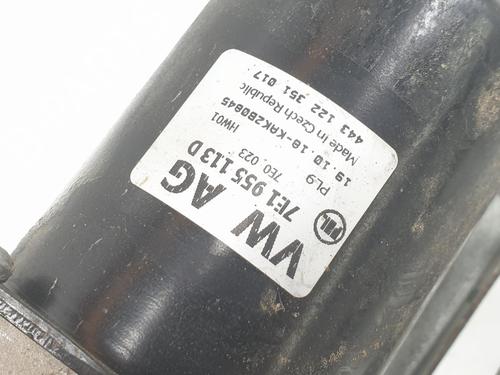 VW AG
7E1 955 113 D
7E0 023 HW01
PL9
19.10.18-KAK2B0845
Made In Czech Republic
443 122 351 017